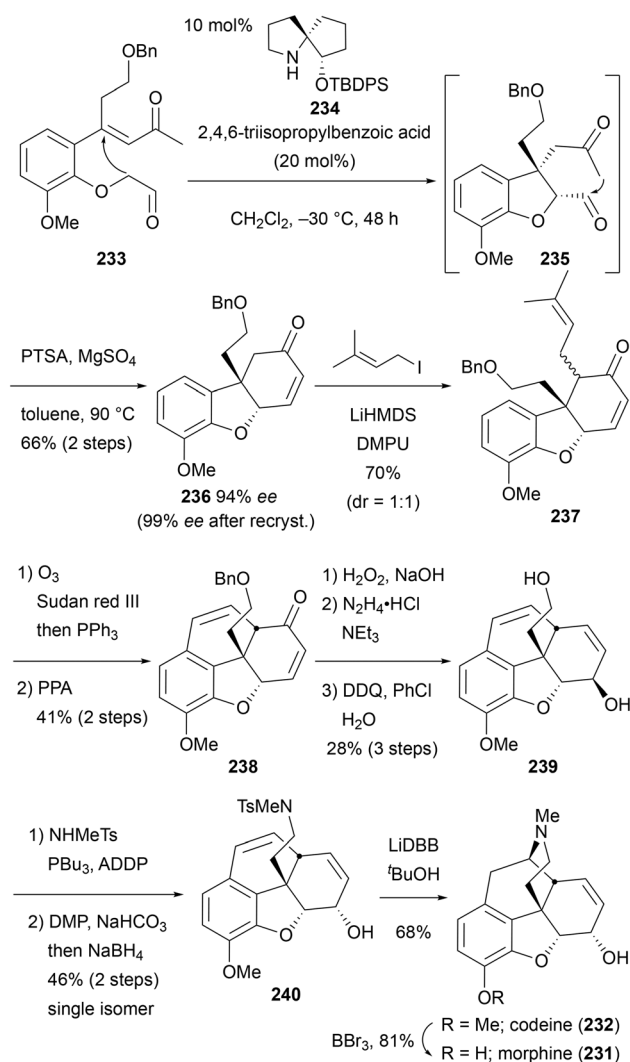 10 mol%
N
H
OTBDPS
234
2,4,6-triisopropylbenzoic acid
(20 mol%)
CH2Cl2, –30 °C, 48 h
OBn
O
O
OMe
O
233
BnO
O
O
O
OMe
235
PTSA, MgSO4
toluene, 90 °C
66% (2 steps)
BnO
O
O
OMe
236 94% ee
(99% ee after recryst.)
I
LiHMDS
DMPU
70%
(dr = 1:1)
BnO
O
O
OMe
237
1) O3
Sudan red III
then PPh3
2) PPA
41% (2 steps)
BnO
O
O
OMe
238
1) H2O2, NaOH
2) N2H4•HCl
NEt3
3) DDQ, PhCl
H2O
28% (3 steps)
HO
O
OH
OMe
239
1) NHMeTs
PBu3, ADDP
2) DMP, NaHCO3
then NaBH4
46% (2 steps)
single isomer
TsMeN
O
OH
OMe
240
LiDBB
tBuOH
68%
Me
N
O
OH
OR
R = Me; codeine (232)
BBr3, 81%
R = H; morphine (231)